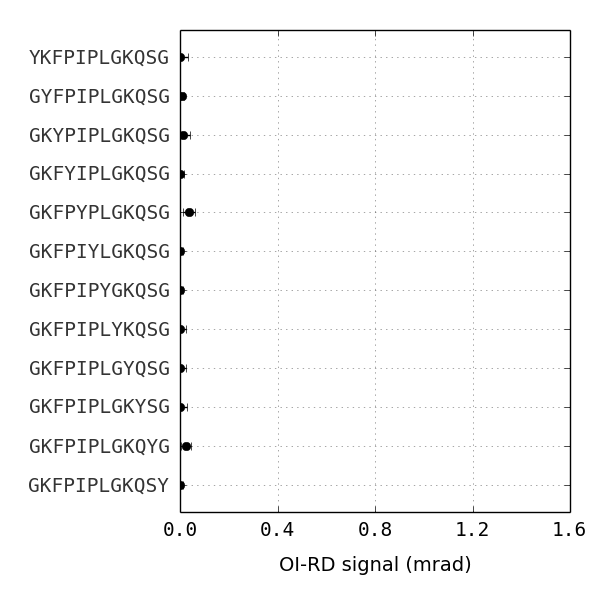 YKFPIPLGKQSG
GYFPIPLGKQSG
GKYPIPLGKQSG
GKFYIPLGKQSG
GKFPYPLGKQSG
GKFPIYLGKQSG
GKFPIPYGKQSG
GKFPIPLYKQSG
GKFPIPLGYQSG
GKFPIPLGKYSG
GKFPIPLGKQYG
GKFPIPLGKQSY
0.0 0.4 0.8 1.2 1.6
OI-RD signal (mrad)